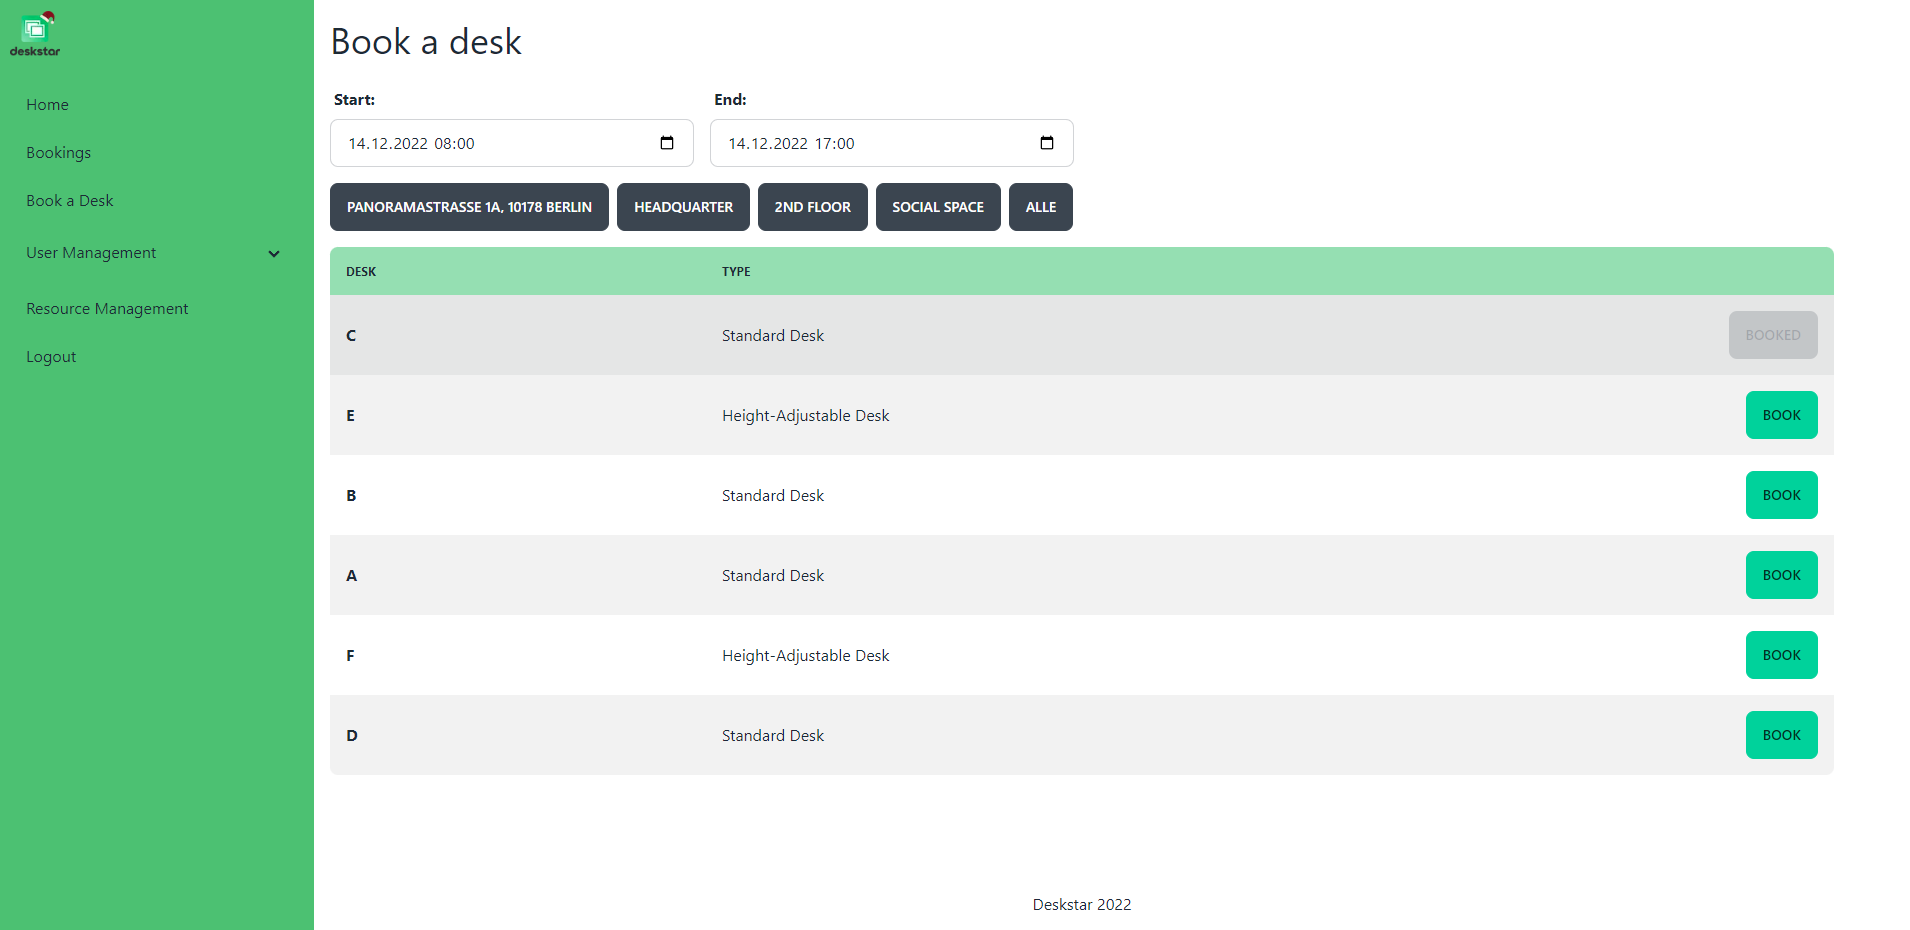 deskstar
Home
Bookings
Book a Desk
User Management
Resource Management
Logout
Book a desk
Start: End:
14.12.2022 08:00 14.12.2022 17:00
PANORAMASTRASSE 1A, 10178 BERLIN HEADQUARTER 2ND FLOOR SOCIAL SPACE ALLE
DESK TYPE
C Standard Desk BOOKED
E Height-Adjustable Desk BOOK
B Standard Desk BOOK
A Standard Desk BOOK
F Height-Adjustable Desk BOOK
D Standard Desk BOOK
Deskstar 2022